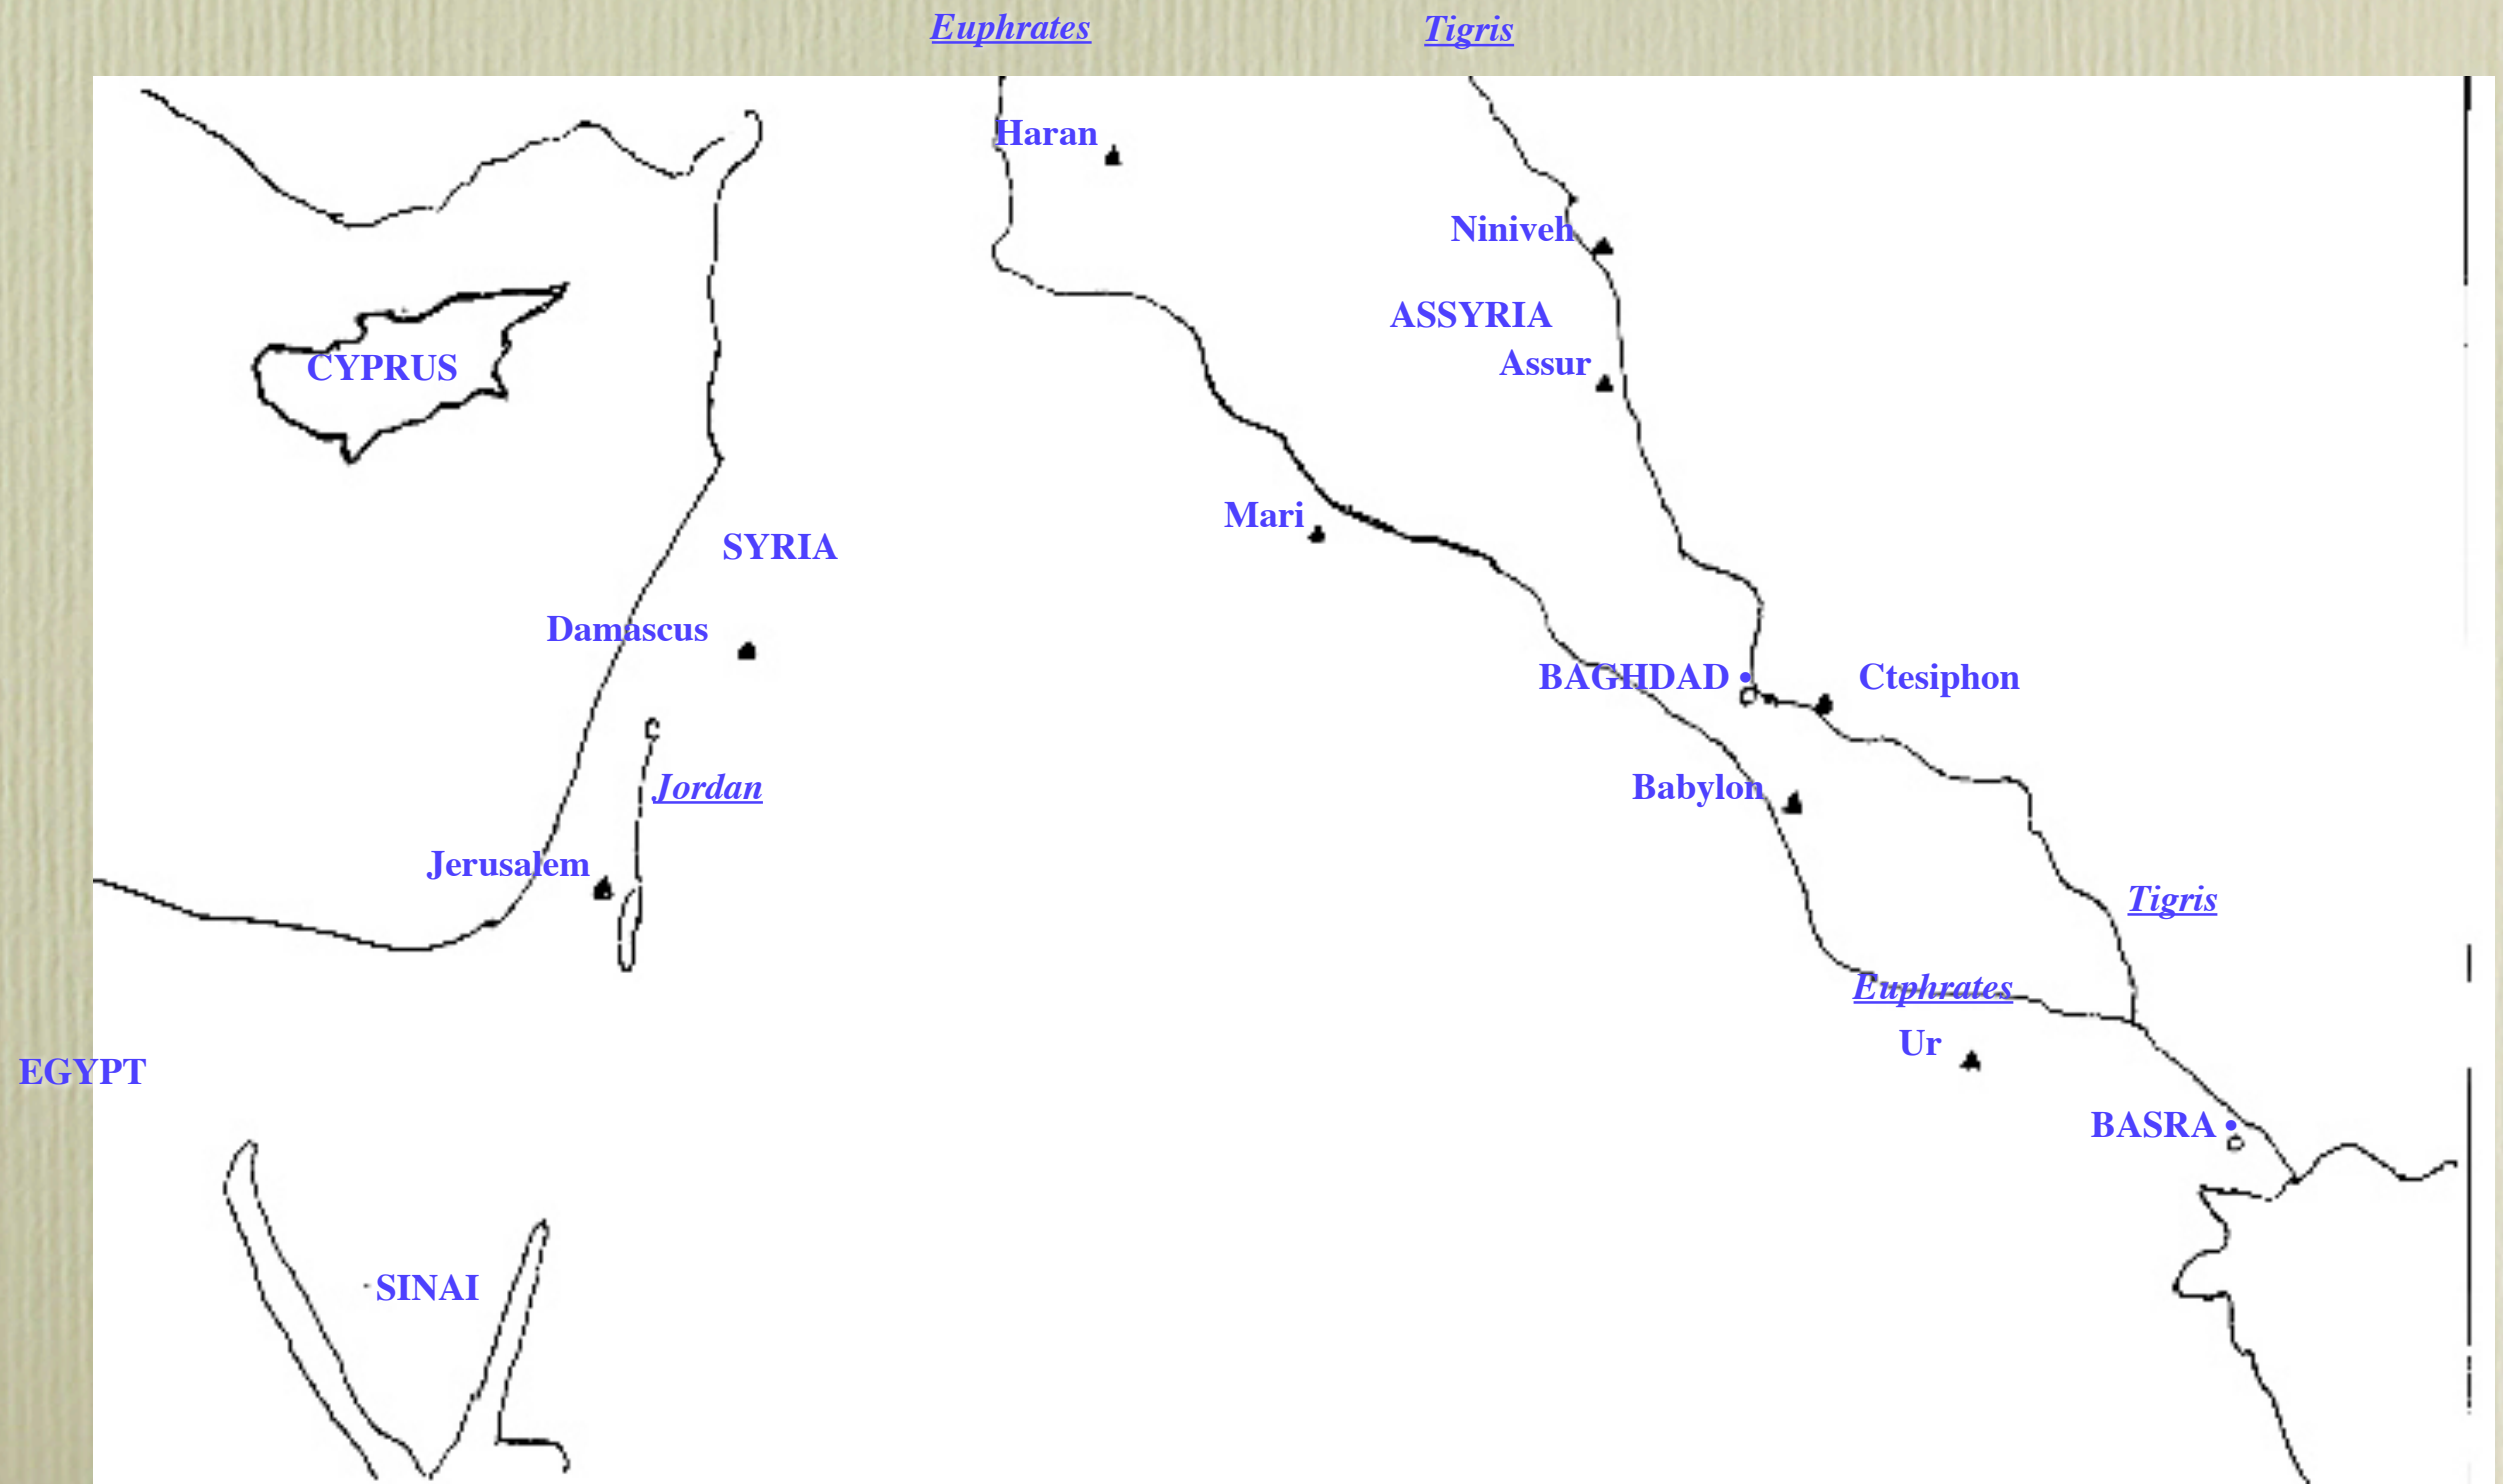 Euphrates
Tigris
Haran
Niniveh
ASSYRIA
CYPRUS
Assur
Mari
SYRIA
Damascus
BAGHDAD •
Ctesiphon
Jordan
Babylon
Jerusalem
Tigris
Euphrates
Ur
EGYPT
BASRA •
SINAI